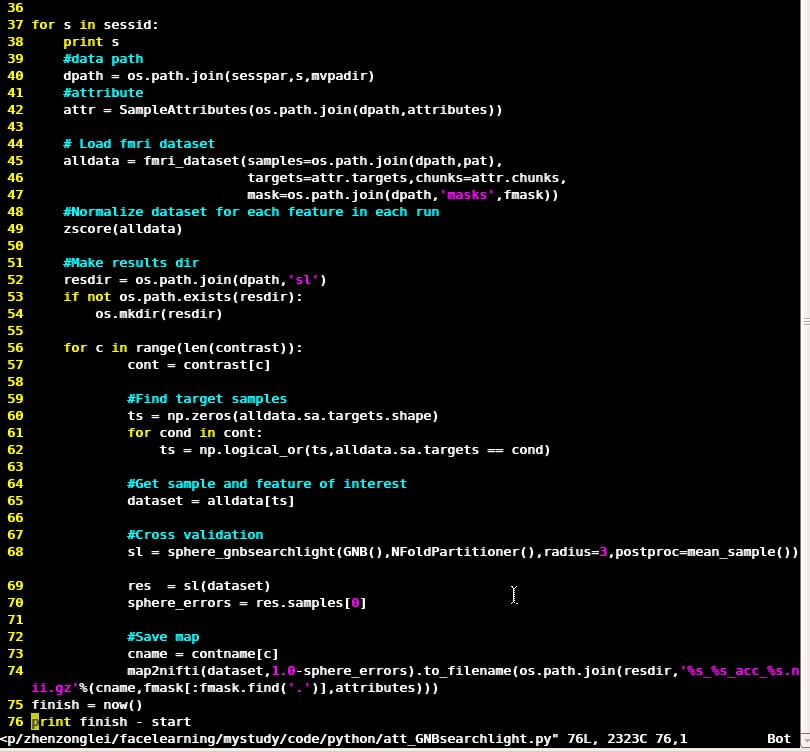 36
37 for s in sessid:
38     print s
39     #data path
40     dpath = os.path.join(sesspar,s,mvpadir)
41     #attribute
42     attr = SampleAttributes(os.path.join(dpath,attributes))
43
44     # Load fmri dataset
45     alldata = fmri_dataset(samples=os.path.join(dpath,pat),
46                            targets=attr.targets,chunks=attr.chunks,
47                            mask=os.path.join(dpath,'masks',fmask))
48     #Normalize dataset for each feature in each run
49     zscore(alldata)
50
51     #Make results dir
52     resdir = os.path.join(dpath,'sl')
53     if not os.path.exists(resdir):
54         os.mkdir(resdir)
55
56     for c in range(len(contrast)):
57             cont = contrast[c]
58
59             #Find target samples
60             ts = np.zeros(alldata.sa.targets.shape)
61             for cond in cont:
62                 ts = np.logical_or(ts,alldata.sa.targets == cond)
63
64             #Get sample and feature of interest
65             dataset = alldata[ts]
66
67             #Cross validation
68             sl = sphere_gnbsearchlight(GNB(),NFoldPartitioner(),radius=3,postproc=mean_sample())
69             res  = sl(dataset)
70             sphere_errors = res.samples[0]
71
72             #Save map
73             cname = contname[c]
74             map2nifti(dataset,1.0-sphere_errors).to_filename(os.path.join(resdir,'%s_%s_acc_%s.n
ii.gz'%(cname,fmask[:fmask.find('.')],attributes)))
75 finish = now()
76 print finish - start
<p/zhenzonglei/facelearning/mystudy/code/python/att_GNBsearchlight.py" 76L, 2323C 76,1          Bot